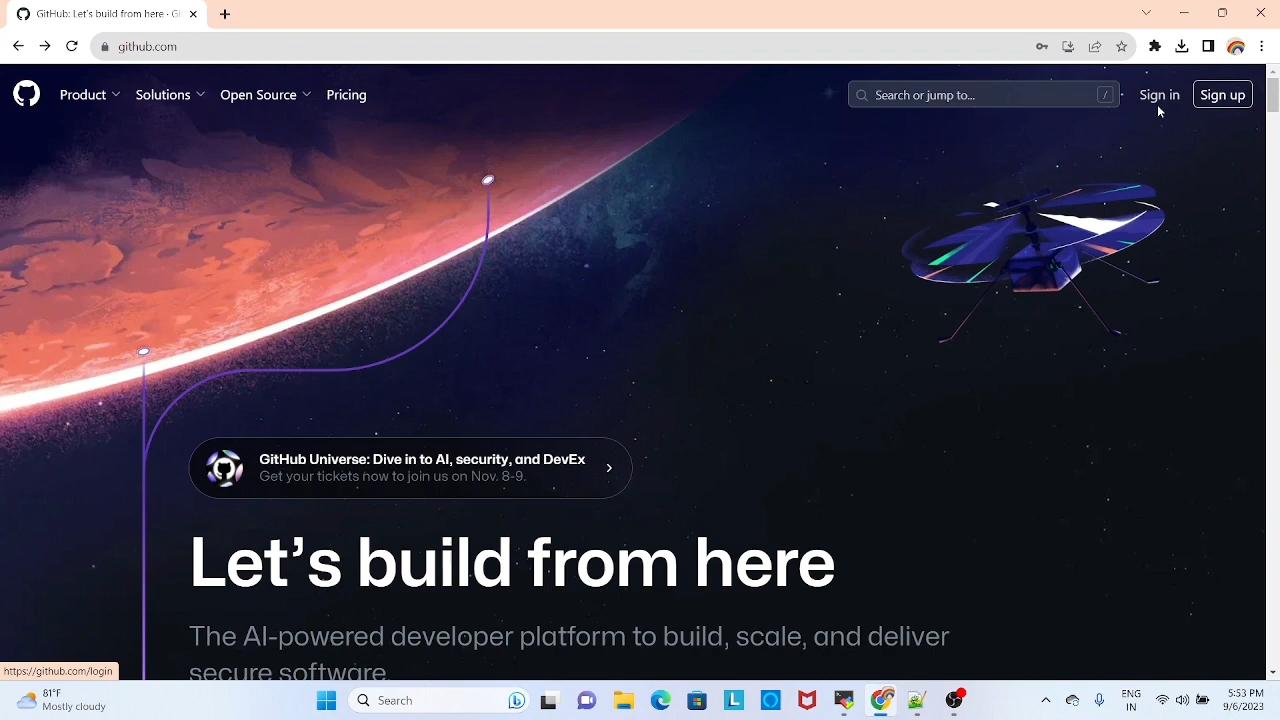 GitHub: Let's build from here · G
github.com
Product
Solutions
Open Source
Pricing
Search or jump to...
/
Sign in
Sign up
GitHub Universe: Dive in to AI, security, and DevEx
Get your tickets now to join us on Nov. 8-9.
Let’s build from here
The AI-powered developer platform to build, scale, and deliver
secure software.
https://github.com/login
81°F
Mostly cloudy
Search
L
ENG
IN
5:53 PM
9/6/2023